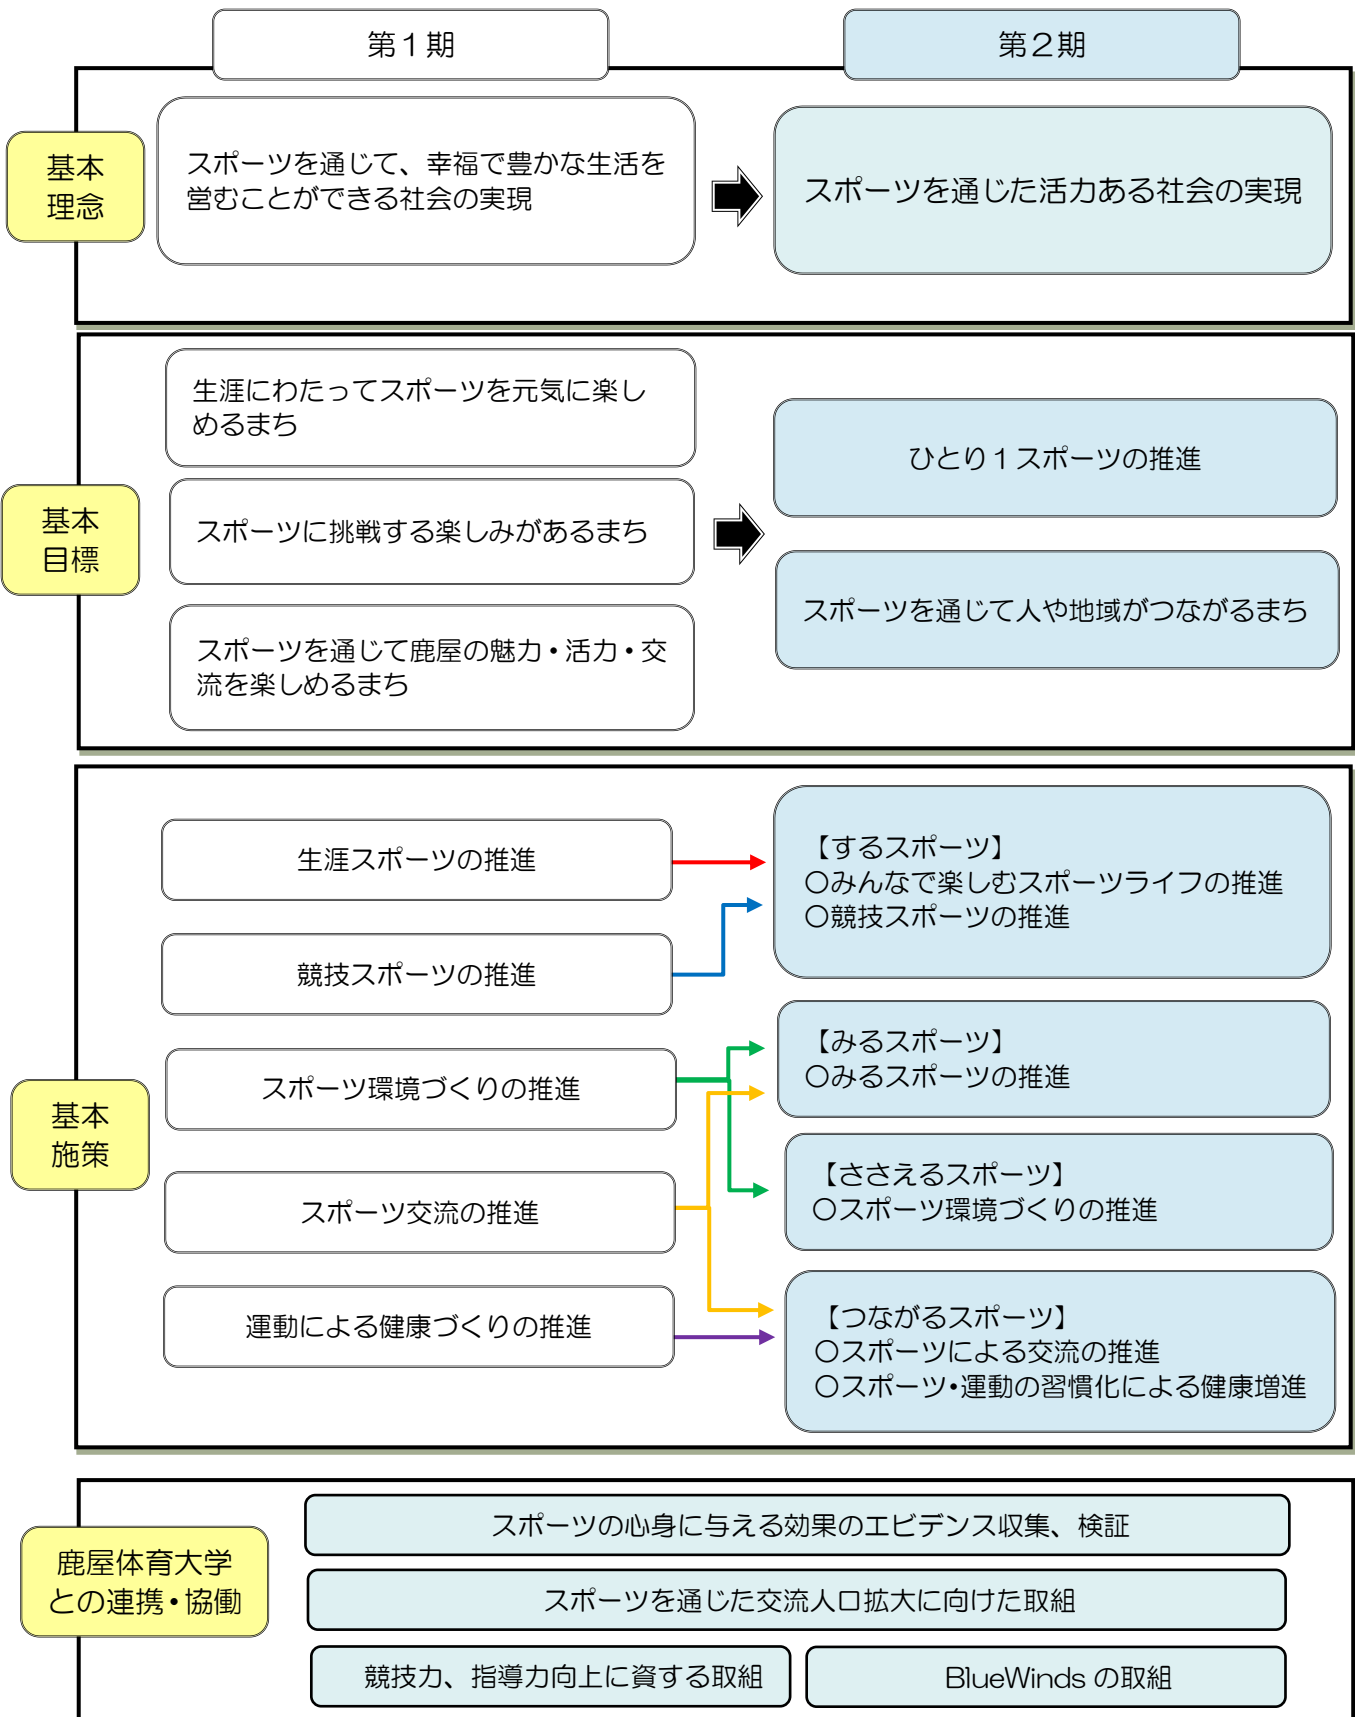 第１期
第２期
基本
理念
スポーツを通じて、幸福で豊かな生活を
営むことができる社会の実現
スポーツを通じた活力ある社会の実現
基本
目標
生涯にわたってスポーツを元気に楽し
めるまち
スポーツに挑戦する楽しみがあるまち
スポーツを通じて鹿屋の魅力・活力・交
流を楽しめるまち
ひとり１スポーツの推進
スポーツを通じて人や地域がつながるまち
基本
施策
生涯スポーツの推進
競技スポーツの推進
スポーツ環境づくりの推進
スポーツ交流の推進
運動による健康づくりの推進
【するスポーツ】
〇みんなで楽しむスポーツライフの推進
〇競技スポーツの推進
【みるスポーツ】
〇みるスポーツの推進
【ささえるスポーツ】
〇スポーツ環境づくりの推進
【つながるスポーツ】
〇スポーツによる交流の推進
〇スポーツ・運動の習慣化による健康増進
鹿屋体育大学
との連携・協働
スポーツの心身に与える効果のエビデンス収集、検証
スポーツを通じた交流人口拡大に向けた取組
競技力、指導力向上に資する取組
BlueWinds の取組